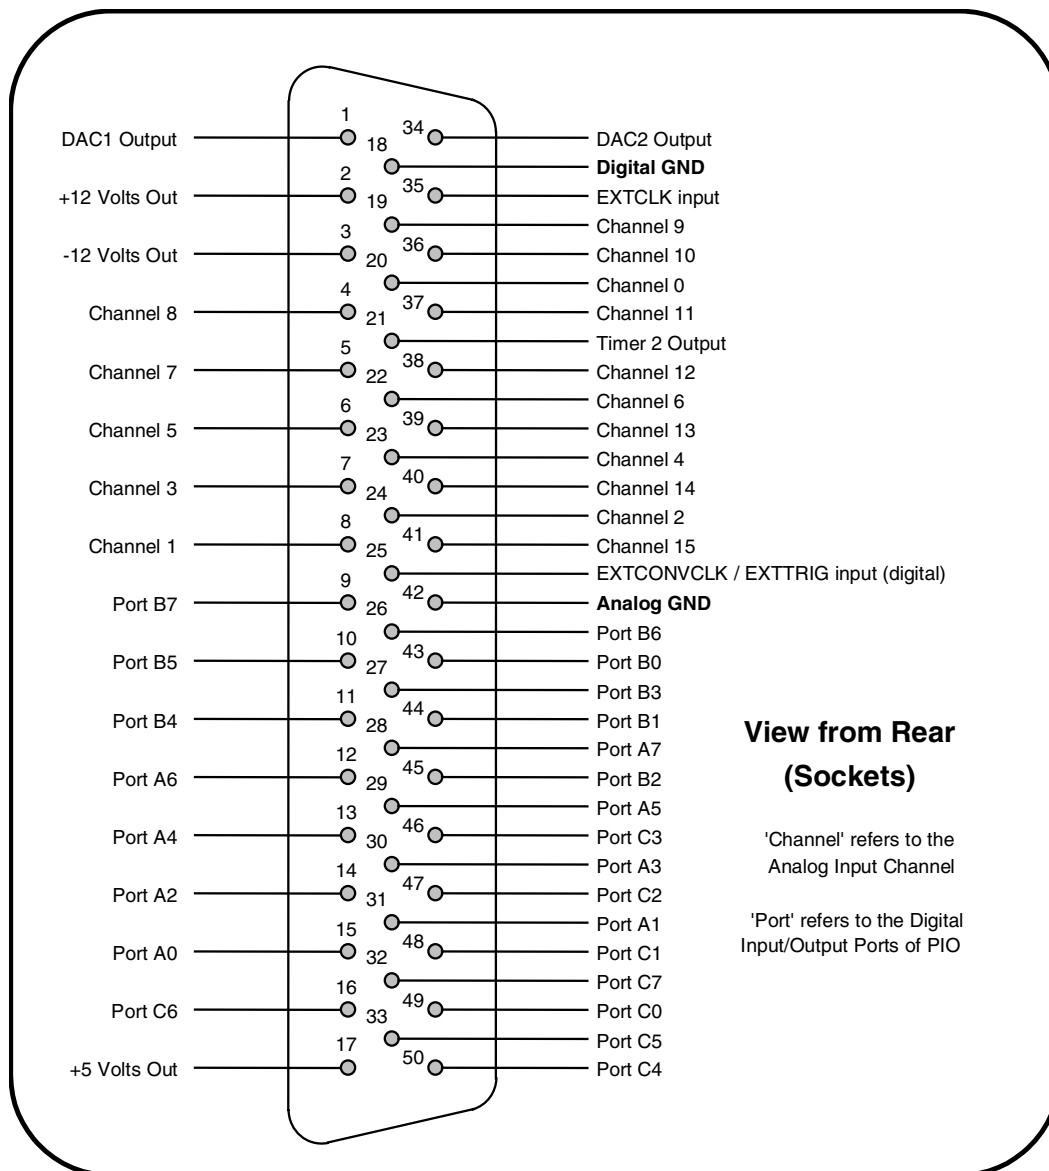 1
34
DAC1 Output
DAC2 Output
18
Digital GND
2
35
+12 Volts Out
EXTCLK input
19
Channel 9
3
36
-12 Volts Out
Channel 10
20
Channel 0
4
37
Channel 8
Channel 11
21
Timer 2 Output
5
38
Channel 7
Channel 12
22
Channel 6
6
39
Channel 5
Channel 13
23
Channel 4
7
40
Channel 3
Channel 14
24
Channel 2
8
41
Channel 1
Channel 15
25
EXTCONVCLK / EXTTRIG input (digital)
9
42
Port B7
Analog GND
26
Port B6
10
43
Port B5
Port B0
27
Port B3
11
44
Port B4
Port B1
28
Port A7
12
45
Port A6
Port B2
29
Port A5
13
46
Port A4
Port C3
30
Port A3
14
47
Port A2
Port C2
31
Port A1
15
48
Port A0
Port C1
32
Port C7
16
49
Port C6
Port C0
33
Port C5
17
50
+5 Volts Out
Port C4
View from Rear
(Sockets)
'Channel' refers to the
Analog Input Channel
'Port' refers to the Digital
Input/Output Ports of PIO